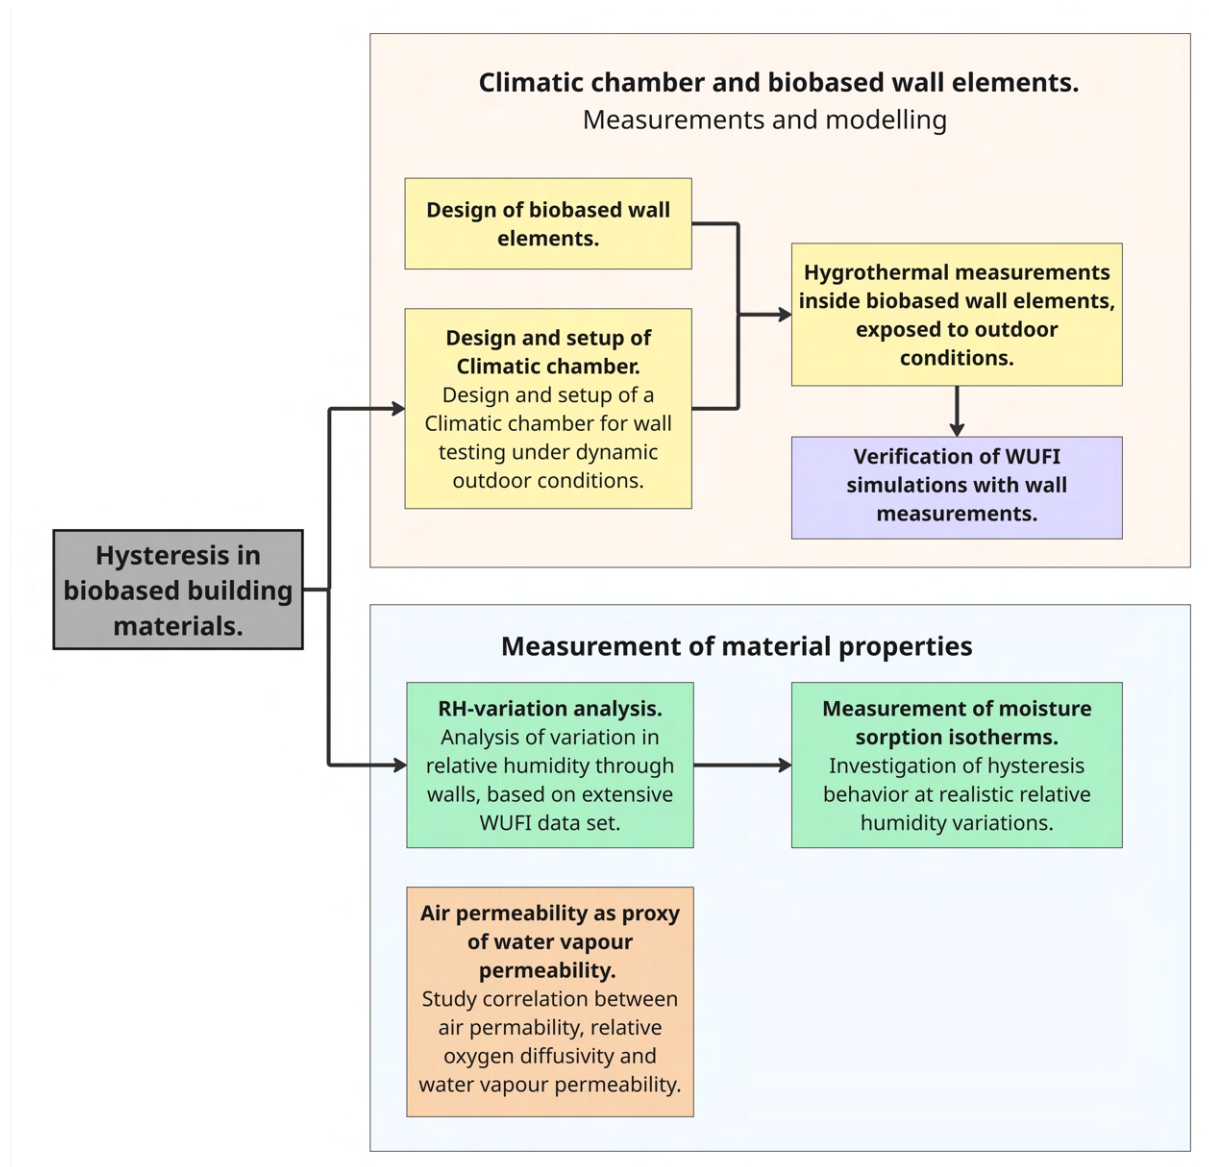 Climatic chamber and biobased wall elements.
Measurements and modelling
Design of biobased wall
elements.
Design and setup of
Climatic chamber.
Design and setup of a
Climatic chamber for wall
testing under dynamic
outdoor conditions.
Hygrothermal measurements
inside biobased wall elements,
exposed to outdoor
conditions.
Verification of WUFI
simulations with wall
measurements.
Hysteresis in
biobased building
materials.
Measurement of material properties
RH-variation analysis.
Analysis of variation in
relative humidity through
walls, based on extensive
WUFI data set.
Measurement of moisture
sorption isotherms.
Investigation of hysteresis
behavior at realistic relative
humidity variations.
Air permeability as proxy
of water vapour
permeability.
Study correlation between
air permability, relative
oxygen diffusivity and
water vapour permeability.